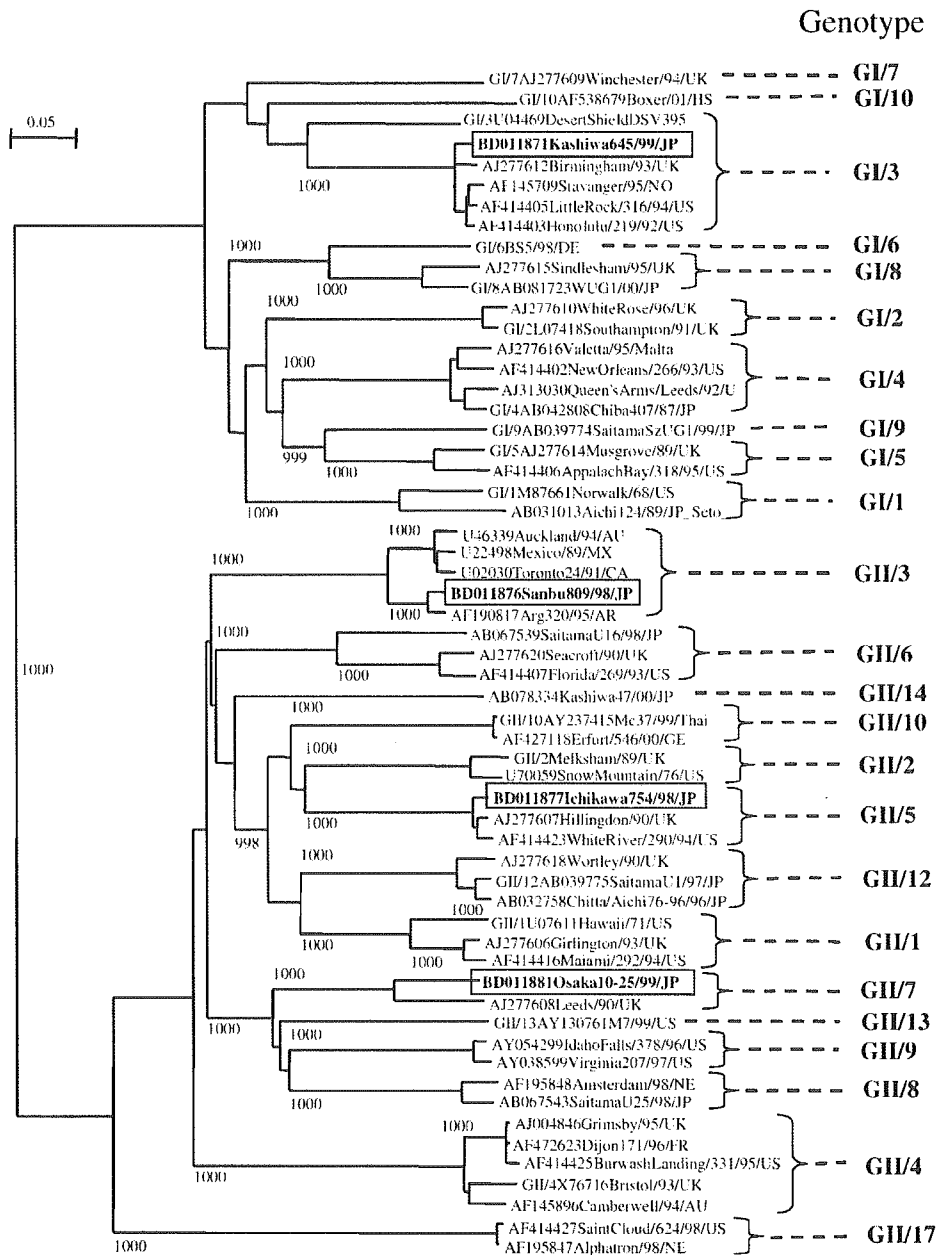 Genotype
GI/7AJ277609Winchester/94/UK GI/7
GI/10AF538679Boxer/01/HS GI/10
0.05
GI/3U04469DesertShieldDSV395
BD011871Kashiwa645/99/JP
AJ277612Birmingham/93/UK GI/3
1000
AF145709Stavanger/95/NO
AF414405LittleRock/316/94/US
AF414403Honolulu/219/92/US
1000
GI/6BS5/98/DE GI/6
AJ277615Sindlesham/95/UK GI/8
1000
GI/8AB081723WUG1/00/JP
1000
AJ277610WhiteRose/96/UK GI/2
GI/2L07418Southampton/91/UK
AJ277616Valetta/95/Malta
1000
AF414402NewOrleans/266/93/US GI/4
AJ313030Queen'sArms/Leeds/92/U
GI/4AB042808Chiba407/87/JP
GI/9AB039774SaitamaSzUG1/99/JP GI/9
999
GI/5AJ277614Musgrove/89/UK GI/5
1000
AF414406AppalachBay/318/95/US
GI/1M87661Norwalk/68/US GI/1
1000
AB031013Aichi124/89/JP_Seto_
1000
U46339Auckland/94/AU
1000
U22498Mexico/89/MX
U02030Toronto24/91/CA GII/3
BD011876Sanbu809/98/JP
1000
AF190817Arg320/95/AR
1000
AB067539SaitamaU16/98/JP
AJ277620Seacroft/90/UK GII/6
1000
1000
AF414407Florida/269/93/US
AB078334Kashiwa47/00/JP GII/14
1000
GII/10AY237415Mc37/99/Thai GII/10
AF427118Erfurt/546/00/GE
1000
GII/2Melksham/89/UK GII/2
U70059SnowMountain/76/US
BD011877Ichikawa754/98/JP
AJ277607Hillingdon/90/UK GII/5
1000
AF414423WhiteRiver/290/94/US
998
1000
AJ277618Wortley/90/UK
GII/12AB039775SaitamaU1/97/JP GII/12
AB032758Chitta/Aichi76-96/96/JP
1000
GII/1U07611Hawaii/71/US
1000
AJ277606Girlington/93/UK GII/1
1000
AF414416Maiami/292/94/US
1000
BD011881Osaka10-25/99/JP GII/7
AJ277608Leeds/90/UK
1000
GII/13AY130761M7/99/US GII/13
1000
AY054299IdahoFalls/378/96/US GII/9
AY038599Virginia207/97/US
AF195848Amsterdam/98/NE GII/8
1000
AB067543SaitamaU25/98/JP
1000
AJ004846Grimsby/95/UK
AF472623Dijon171/96/FR
AF414425BurwashLanding/331/95/US GII/4
1000
GII/4X76716Bristol/93/UK
AF145896Camberwell/94/AU
AF414427SaintCloud/624/98/US GII/17
1000
AF195847Alphatron/98/NE